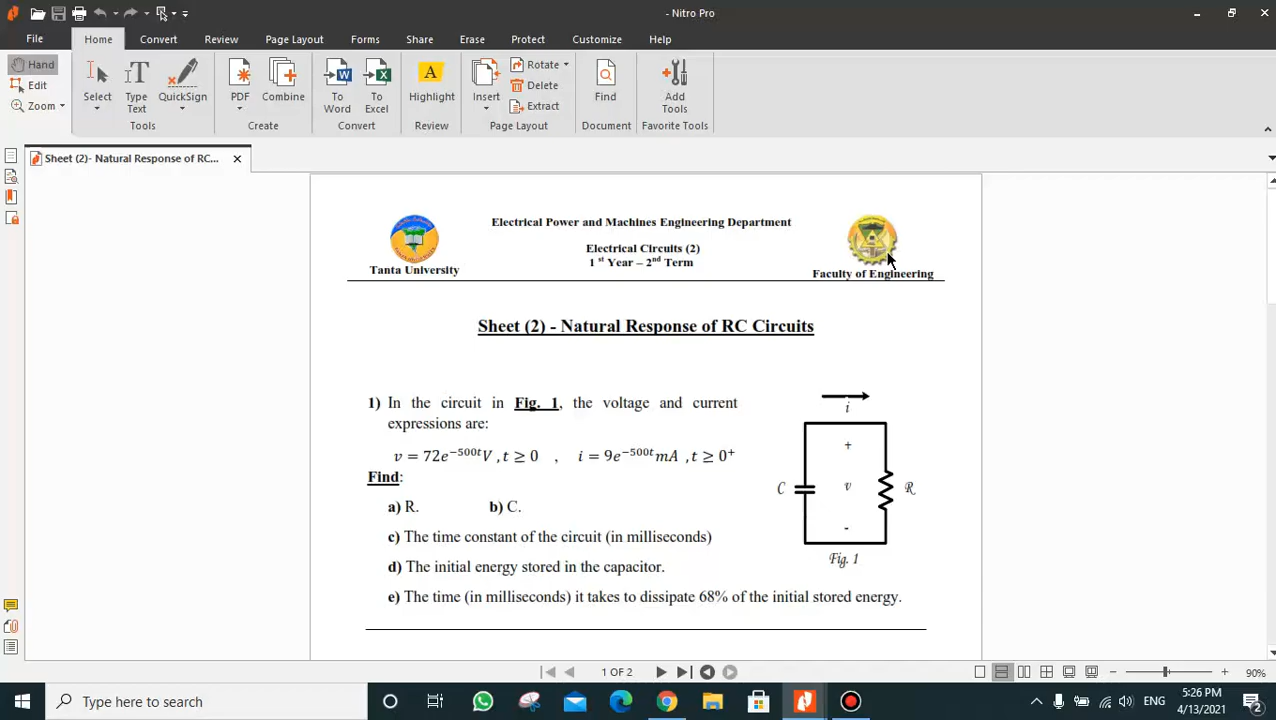 - Nitro Pro
File Home Convert Review Page Layout Forms Share Erase Protect Customize Help
Hand
Edit
Zoom
Select
Type
Text
QuickSign
Tools
PDF
Combine
Create
To
Word
To
Excel
Convert
Highlight
Review
Insert
Rotate
Delete
Extract
Page Layout
Find
Document
Add
Tools
Favorite Tools
Sheet (2)- Natural Response of RC...
Electrical Power and Machines Engineering Department
Electrical Circuits (2)
1 st Year – 2nd Term
Tanta University
Faculty of Engineering
Sheet (2) - Natural Response of RC Circuits
1) In the circuit in Fig. 1, the voltage and current
expressions are:
v = 72e^{-500t}V , t ≥ 0 , i = 9e^{-500t}mA , t ≥ 0⁺
Find:
a) R. b) C.
c) The time constant of the circuit (in milliseconds)
d) The initial energy stored in the capacitor.
e) The time (in milliseconds) it takes to dissipate 68% of the initial stored energy.
i
+
C
v
R
-
Fig. 1
1 OF 2
90%
Type here to search
ENG
5:26 PM
4/13/2021
2